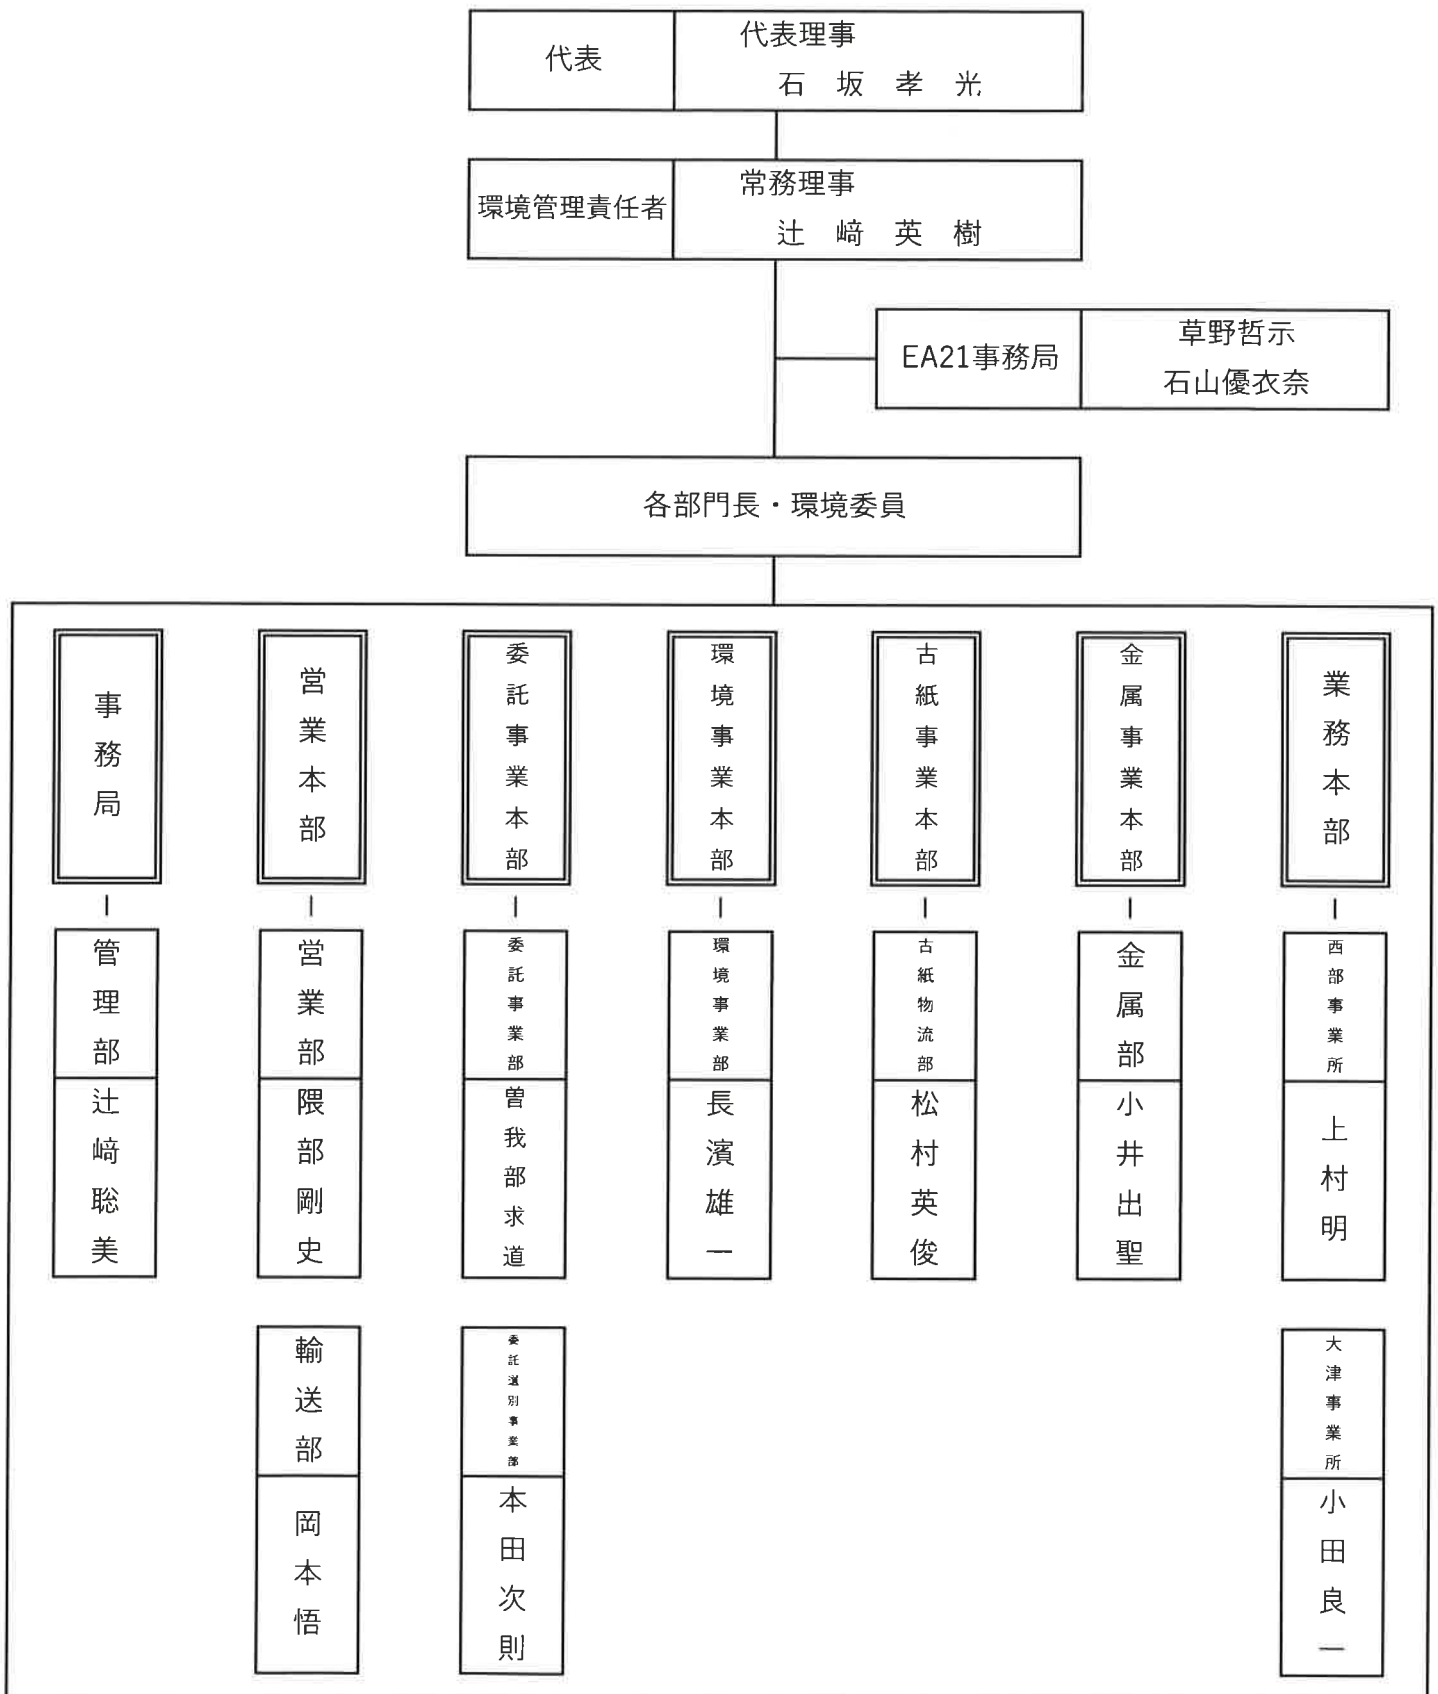 代表
代表理事
石 坂 孝 光
環境管理責任者
常務理事
辻 﨑 英 樹
EA21事務局
草野哲示
石山優衣奈
各部門長・環境委員
事務局
営業本部
委託事業本部
環境事業本部
古紙事業本部
金属事業本部
業務本部
管理部
辻﨑聡美
営業部
隈部剛史
委託事業部
曽我部求道
環境事業部
長濱雄一
古紙物流部
松村英俊
金属部
小井出聖
西部事業所
上村明
輸送部
岡本悟
委託選別事業部
本田次則
大津事業所
小田良一